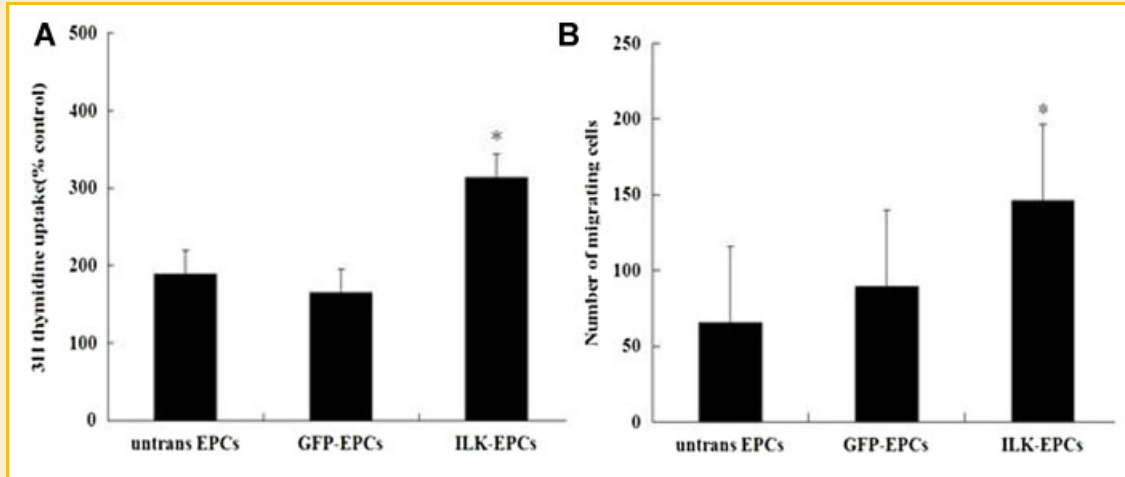 A
500
400
300
200
100
0
3H thymidine uptake(% control)
*
untrans EPCs
GFP-EPCs
ILK-EPCs
B
250
200
150
100
50
0
Number of migrating cells
*
untrans EPCs
GFP-EPCs
ILK-EPCs